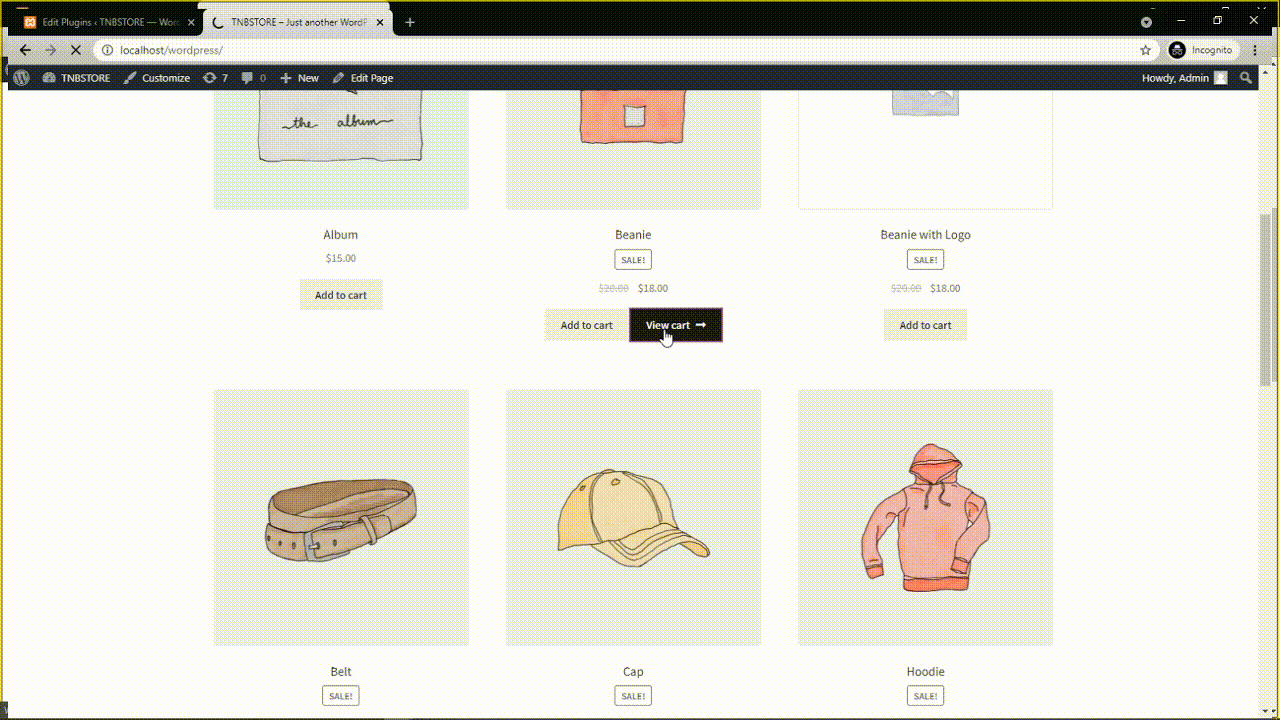 Edit Plugins ‹ TNBSTORE — Wor
TNBSTORE – Just another WordP
localhost/wordpress/
Incognito
TNBSTORE
Customize
7
0
New
Edit Page
Howdy, Admin
the album
Album
Beanie
Beanie with Logo
$15.00
SALE!
SALE!
$20.00 $18.00
$20.00 $18.00
Add to cart
Add to cart
View cart →
Add to cart
Belt
Cap
Hoodie
SALE!
SALE!
SALE!